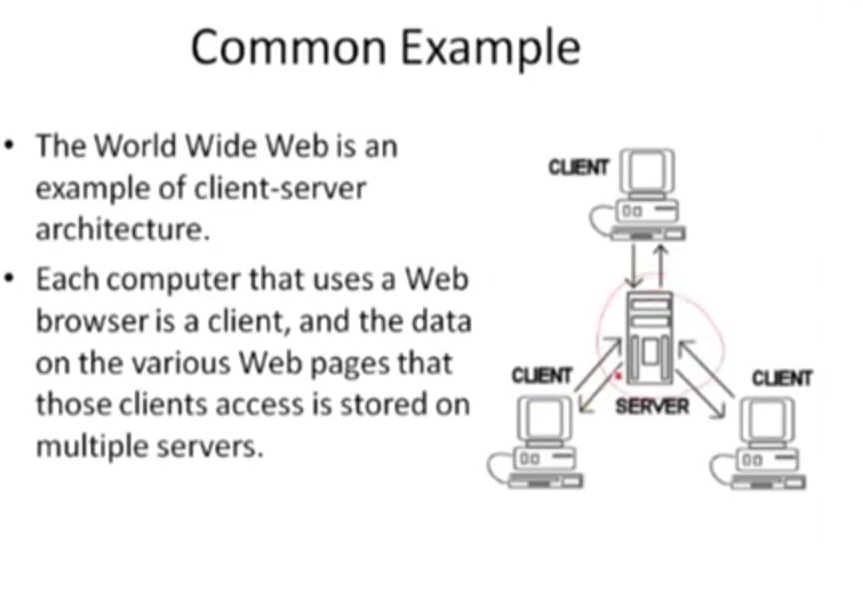 Common Example
• The World Wide Web is an
example of client-server
architecture.
• Each computer that uses a Web
browser is a client, and the data
on the various Web pages that
those clients access is stored on
multiple servers.
CLIENT
CLIENT
CLIENT
SERVER